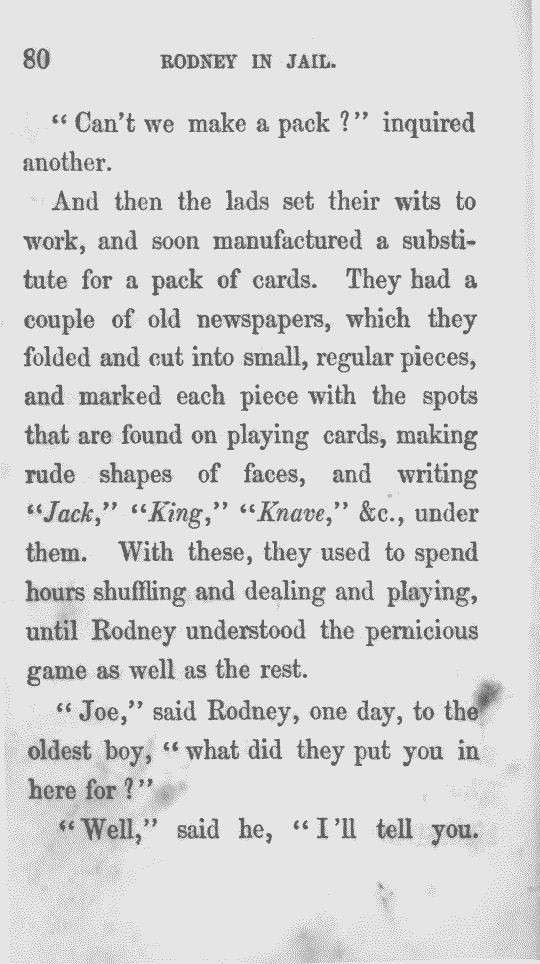 80 RODNEY IN JAIL.
“ Can’t we make a pack ?” inquired
another.
And then the lads set their wits to
work, and soon manufactured a substi-
tute for a pack of cards. They had a
couple of old newspapers, which they
folded and cut into small, regular pieces,
and marked each piece with the spots
that are found on playing cards, making
rude shapes of faces, and writing
“Jack,” “King,” “Knave,” &c., under
them. With these, they used to spend
hours shuffling and dealing and playing,
until Rodney understood the pernicious
game as well as the rest.
“ Joe,” said Rodney, one day, to the
oldest boy, “ what did they put you in
here for ?”
“ Well,” said he, “ I ’ll tell you.